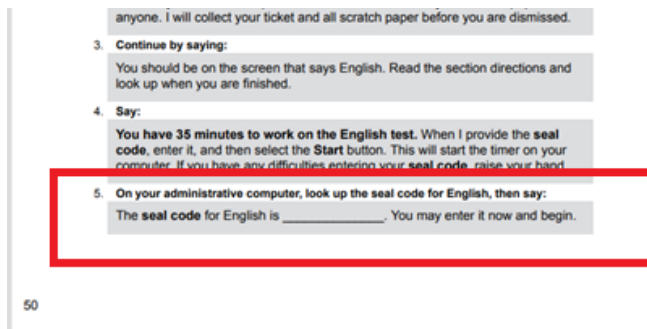 anyone. I will collect your ticket and all scratch paper before you are dismissed.
3. Continue by saying:
You should be on the screen that says English. Read the section directions and
look up when you are finished.
4. Say:
You have 35 minutes to work on the English test. When I provide the seal
code, enter it, and then select the Start button. This will start the timer on your
computer. If you have any difficulties entering your seal code, raise your hand
5. On your administrative computer, look up the seal code for English, then say:
The seal code for English is ______________. You may enter it now and begin.
50